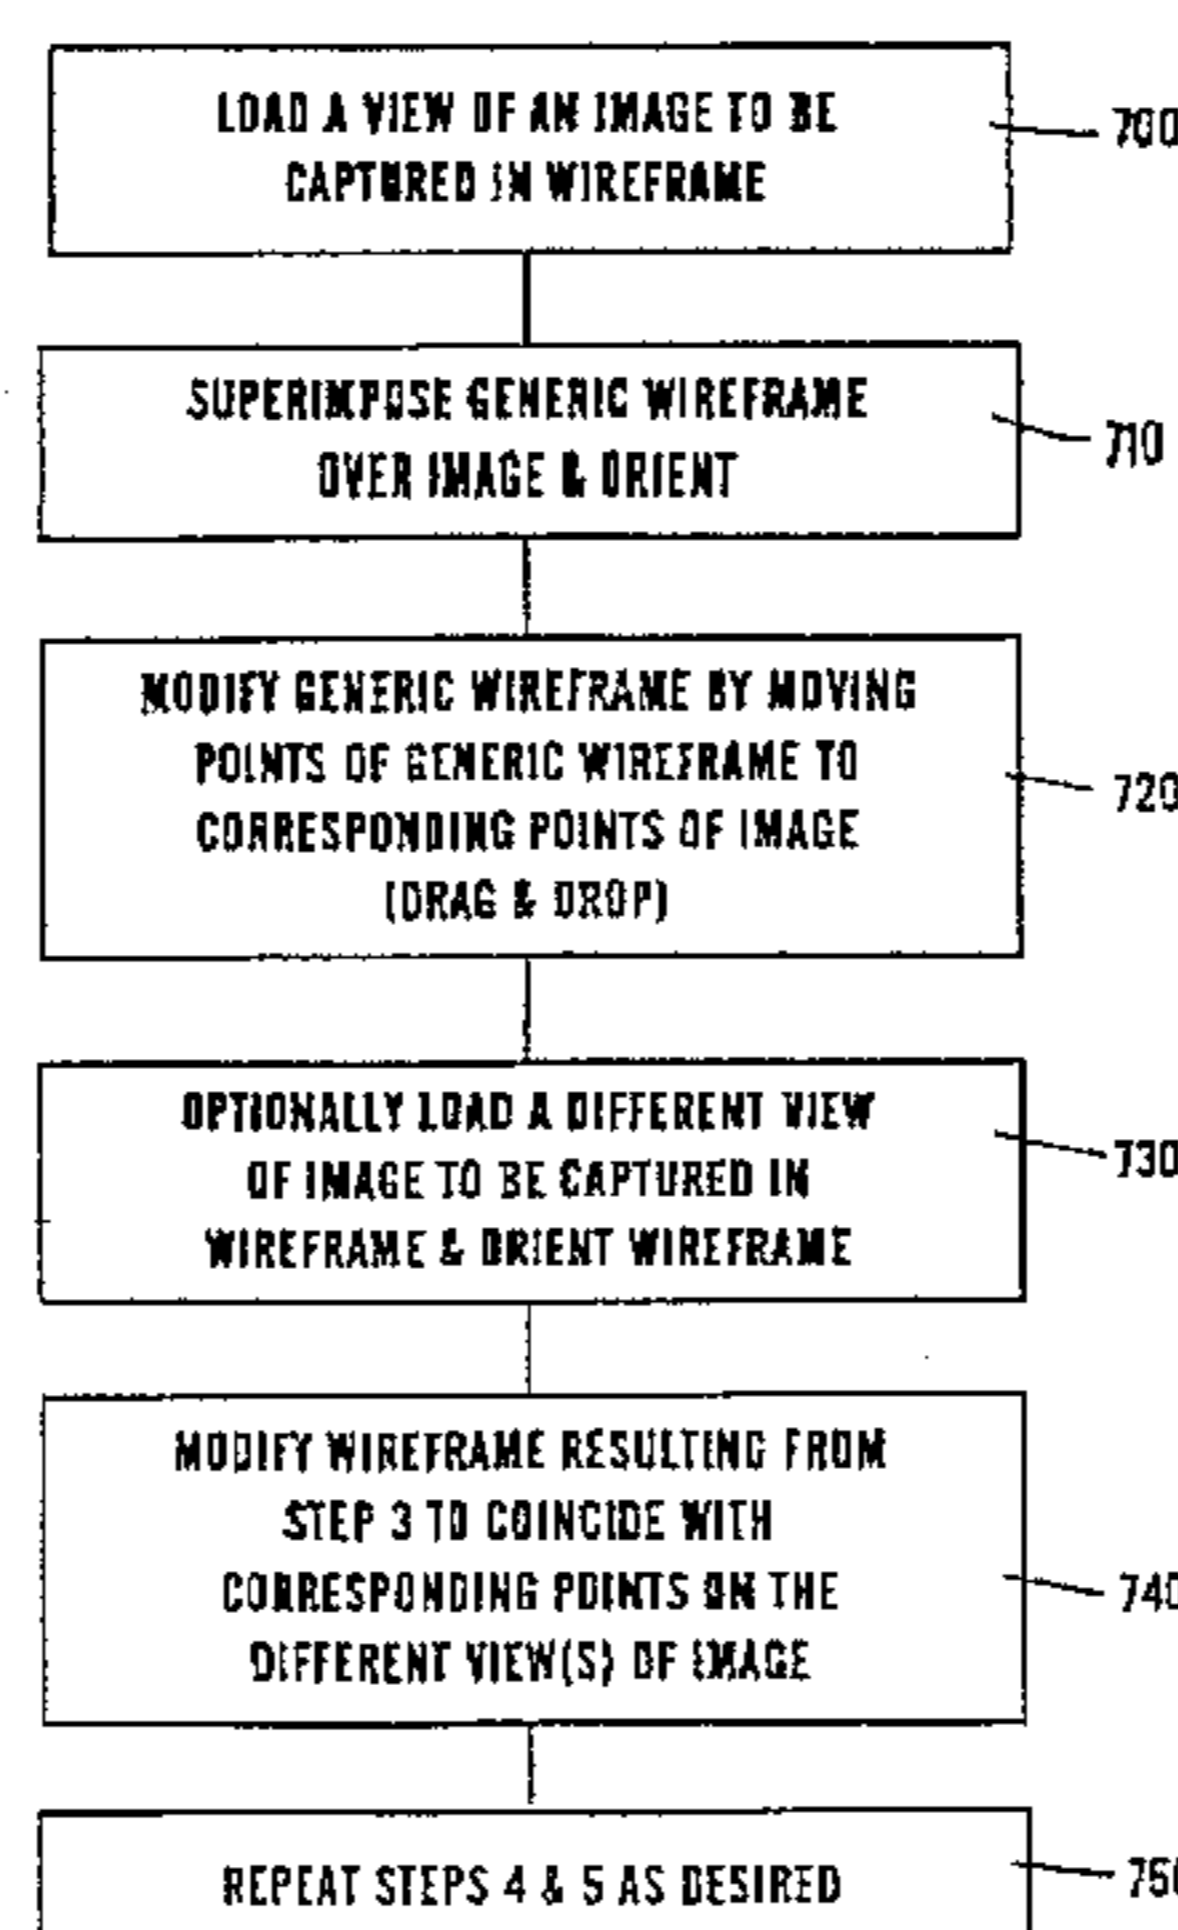 LOAD A VIEW OF AN IMAGE TO BE
CAPTURED IN WIREFRAME
700
SUPERIMPOSE GENERIC WIREFRAME
OVER IMAGE & ORIENT
710
MODIFY GENERIC WIREFRAME BY MOVING
POINTS OF GENERIC WIREFRAME TO
CORRESPONDING POINTS OF IMAGE
(DRAG & DROP)
720
OPTIONALLY LOAD A DIFFERENT VIEW
OF IMAGE TO BE CAPTURED IN
WIREFRAME & ORIENT WIREFRAME
730
MODIFY WIREFRAME RESULTING FROM
STEP 3 TO COINCIDE WITH
CORRESPONDING POINTS ON THE
DIFFERENT VIEW(S) OF IMAGE
740
REPEAT STEPS 4 & 5 AS DESIRED
750